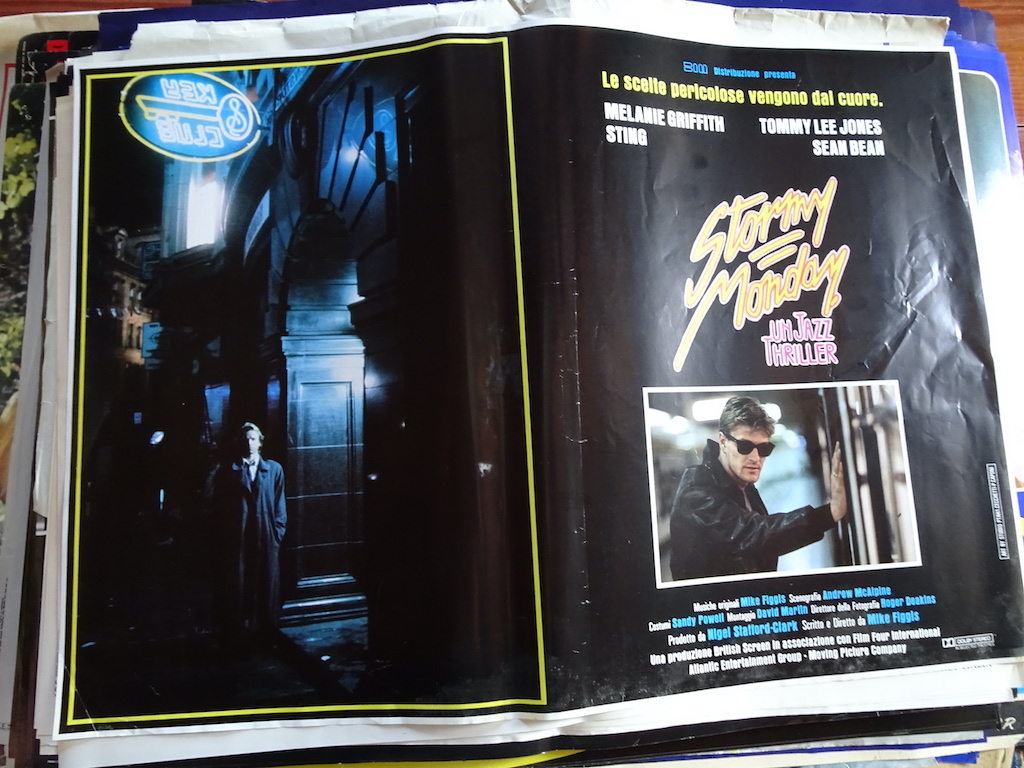 KEY
CLUB
BIM Distribuzione presenta
Le scelte pericolose vengono dal cuore.
MELANIE GRIFFITH TOMMY LEE JONES
STING SEAN BEAN
Stormy
Monday
UN JAZZ
THRILLER
Musiche originali Mike Figgis Scenografia Andrew McAlpine
Costumi Sandy Powell Montaggio David Martin Direttore della Fotografia Roger Deakins
Prodotto da Nigel Stafford-Clark Scritto e Diretto da Mike Figgis
Una produzione British Screen in associazione con Film Four International
Atlantic Entertainment Group - Moving Picture Company
DOLBY STEREO